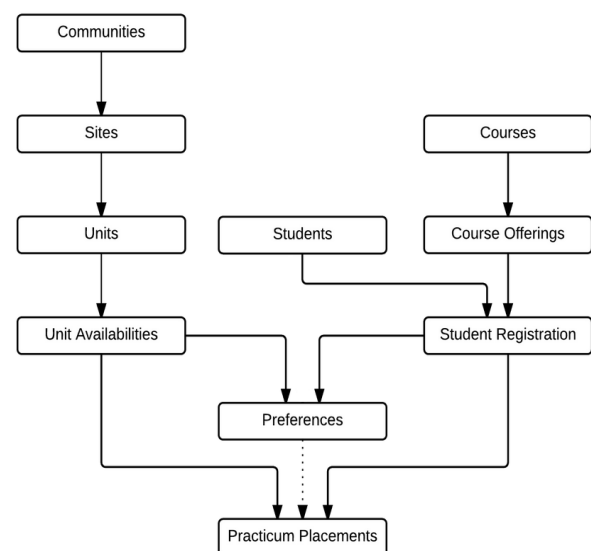 Communities
Sites
Courses
Units
Students
Course Offerings
Unit Availabilities
Student Registration
Preferences
Practicum Placements